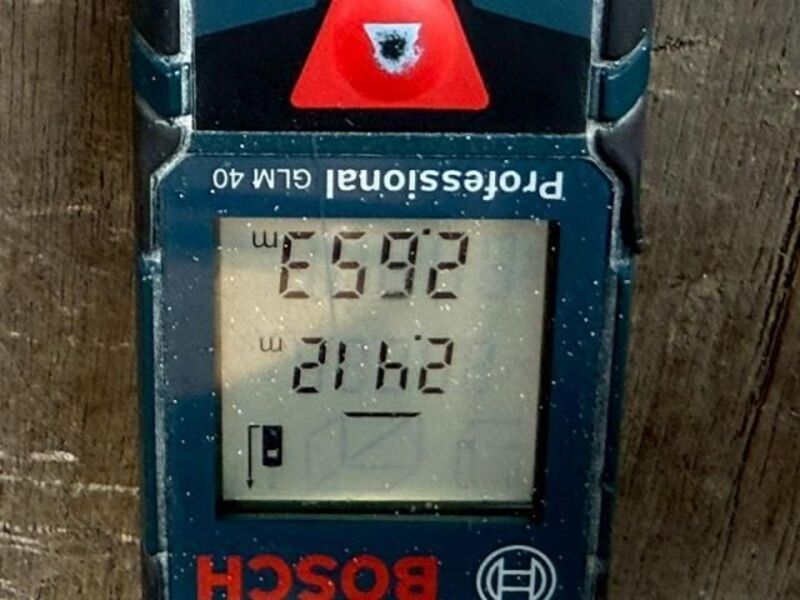 BOSCH
2.412 m
2.653 m
Professional GLM 40